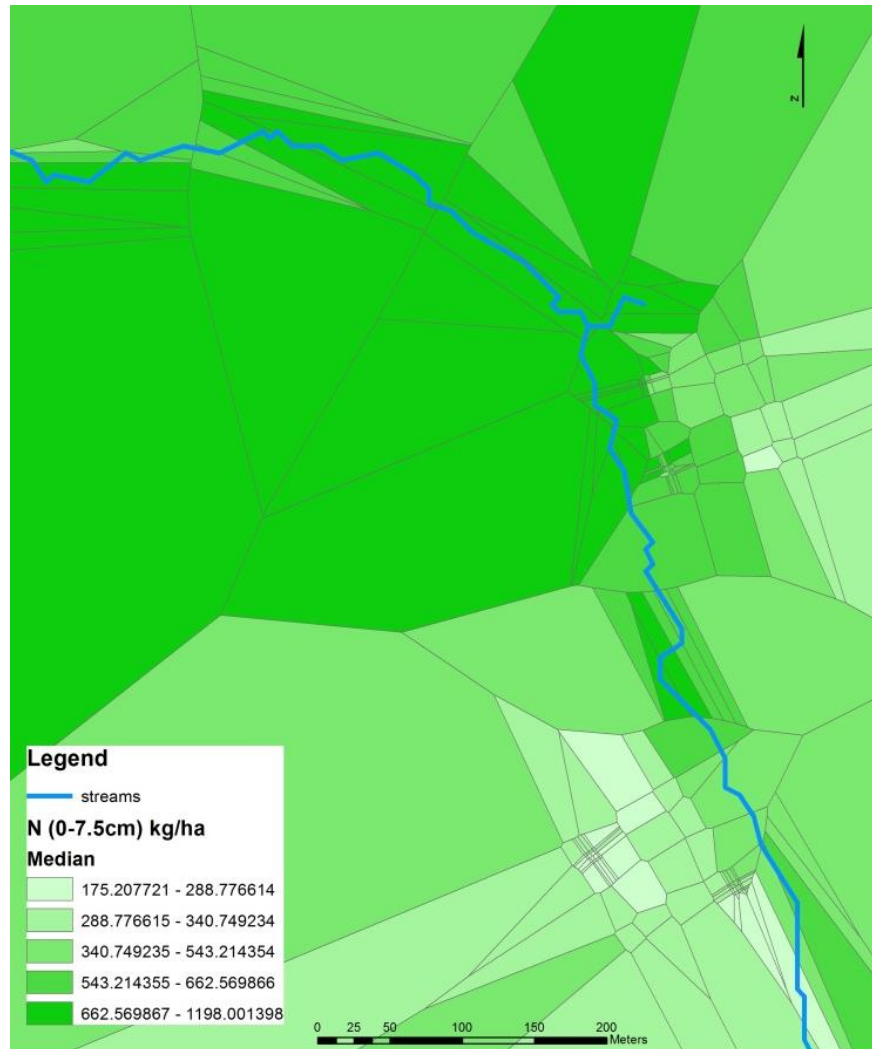 N
Legend
streams
N (0-7.5cm) kg/ha
Median
175.207721 - 288.776614
288.776615 - 340.749234
340.749235 - 543.214354
543.214355 - 662.569866
662.569867 - 1198.001398
0 25 50 100 150 200
Meters